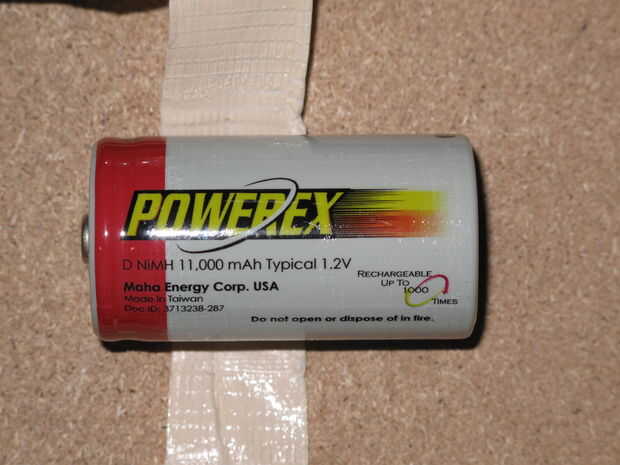 POWEREX
D NiMH 11,000 mAh Typical 1.2V
RECHARGEABLE
UP TO
1000
TIMES
Maha Energy Corp. USA
Made in Taiwan
Doc ID: 3713238-287
Do not open or dispose of in fire.